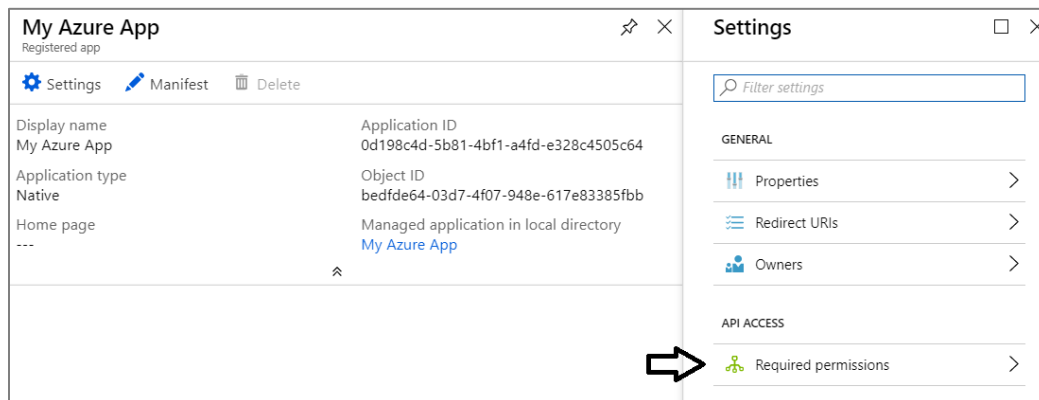 My Azure App
Registered app
Settings
Manifest
Delete
Display name
My Azure App
Application type
Native
Home page
---
Application ID
0d198c4d-5b81-4bf1-a4fd-e328c4505c64
Object ID
bedfde64-03d7-4f07-948e-617e83385fbb
Managed application in local directory
My Azure App
Settings
Filter settings
GENERAL
Properties
Redirect URIs
Owners
API ACCESS
Required permissions